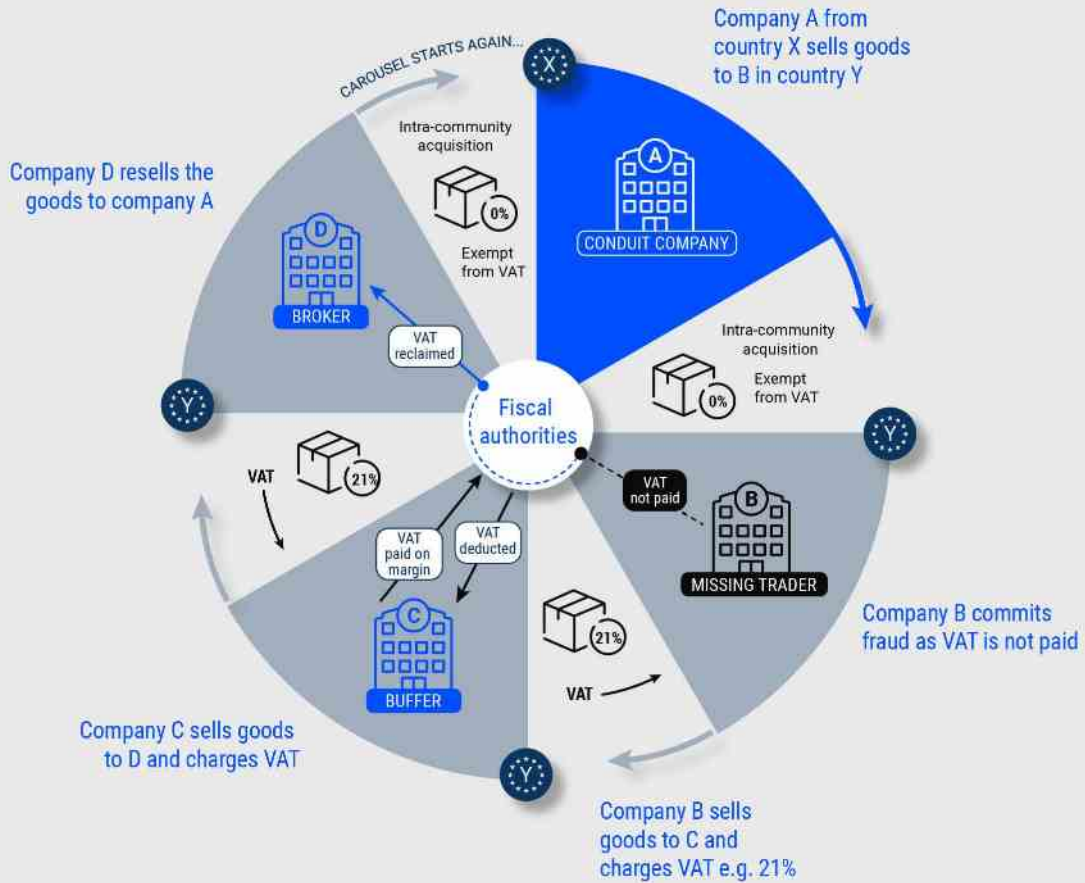 Company A from
country X sells goods
to B in country Y
X
CAROUSEL STARTS AGAIN...
Intra-community
acquisition
0%
Exempt
from VAT
A
CONDUIT COMPANY
Company D resells the
goods to company A
D
BROKER
VAT
reclaimed
Intra-community
acquisition
Exempt
from VAT
0%
Y
Fiscal
authorities
Y
VAT
21%
VAT
not paid
B
MISSING TRADER
VAT
paid on
margin
VAT
deducted
C
BUFFER
21%
VAT
Company B commits
fraud as VAT is not paid
Company C sells goods
to D and charges VAT
Y
Company B sells
goods to C and
charges VAT e.g. 21%